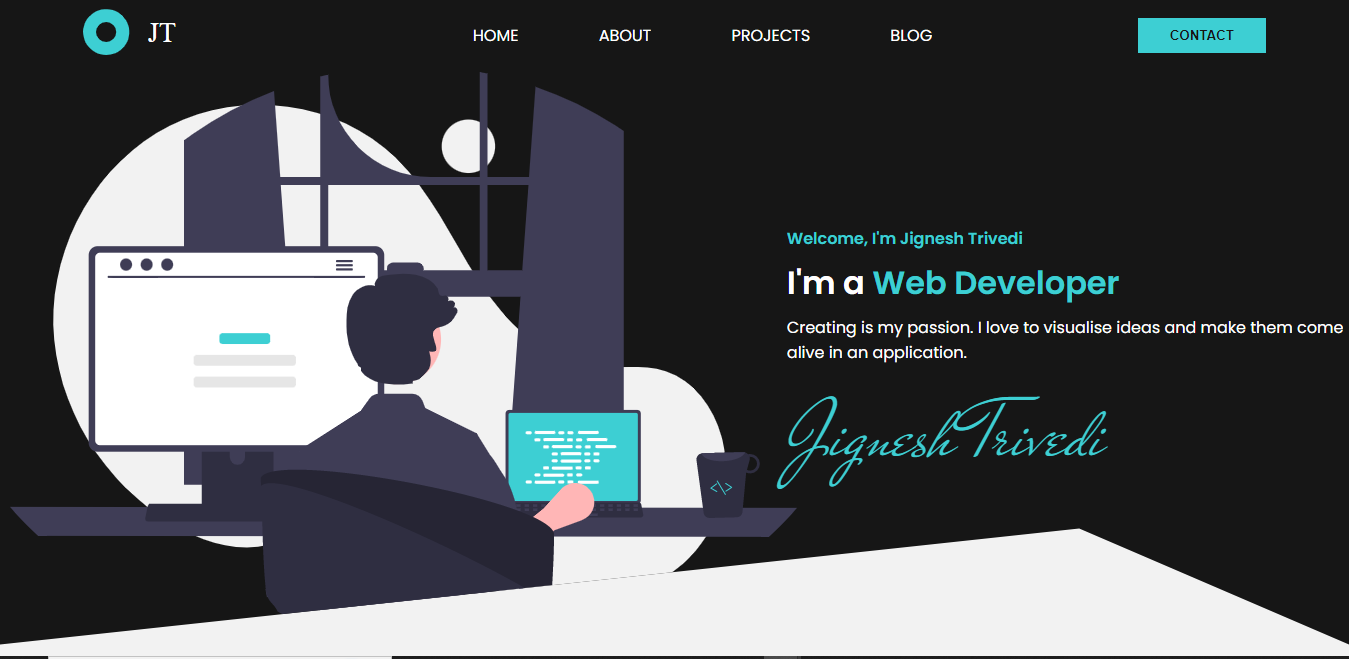 JT
HOME
ABOUT
PROJECTS
BLOG
CONTACT
Welcome, I'm Jignesh Trivedi
I'm a Web Developer
Creating is my passion. I love to visualise ideas and make them come
alive in an application.
Jignesh Trivedi
<\>